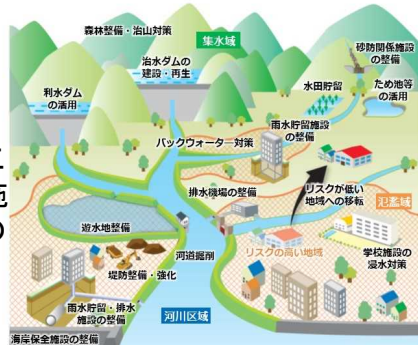 森林整備・治山対策
集水域
砂防関係施設
の整備
治水ダムの
建設・再生
利水ダム
の活用
水田貯留
ため池等
の活用
雨水貯留施設
の整備
バックウォーター対策
排水機場の整備
リスクが低い
地域への移転
氾濫域
遊水地整備
河道掘削
リスクの高い地域
学校施設の
浸水対策
堤防整備・強化
雨水貯留・排水
施設の整備
河川区域
海岸保全施設の整備
の